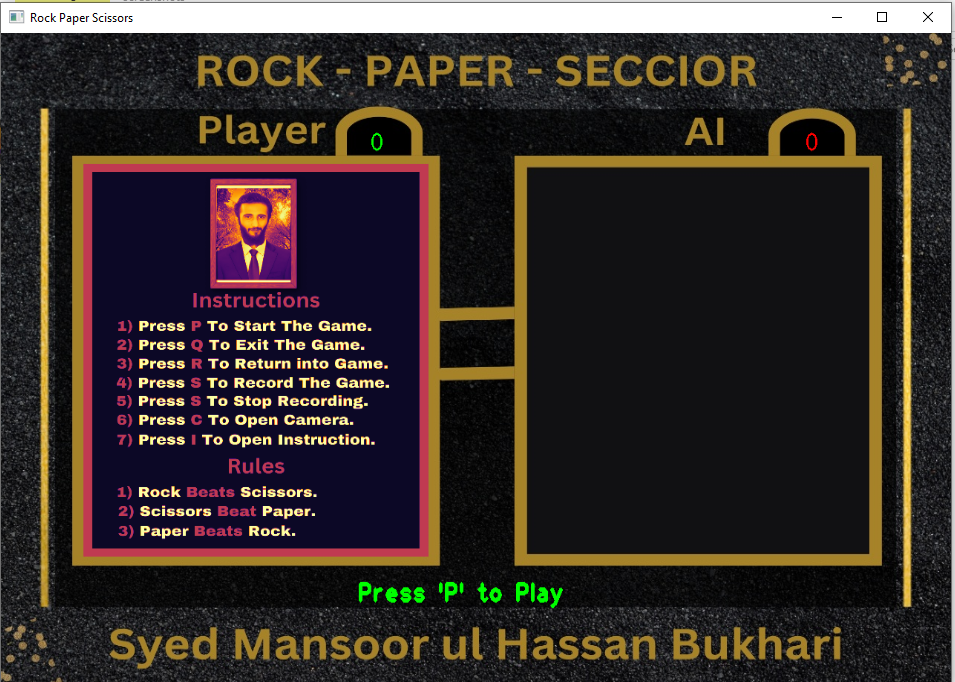 Rock Paper Scissors
ROCK - PAPER - SECCIOR
Player 0
AI 0
Instructions
1) Press P To Start The Game.
2) Press Q To Exit The Game.
3) Press R To Return into Game.
4) Press S To Record The Game.
5) Press S To Stop Recording.
6) Press C To Open Camera.
7) Press I To Open Instruction.
Rules
1) Rock Beats Scissors.
2) Scissors Beat Paper.
3) Paper Beats Rock.
Press 'P' to Play
Syed Mansoor ul Hassan Bukhari